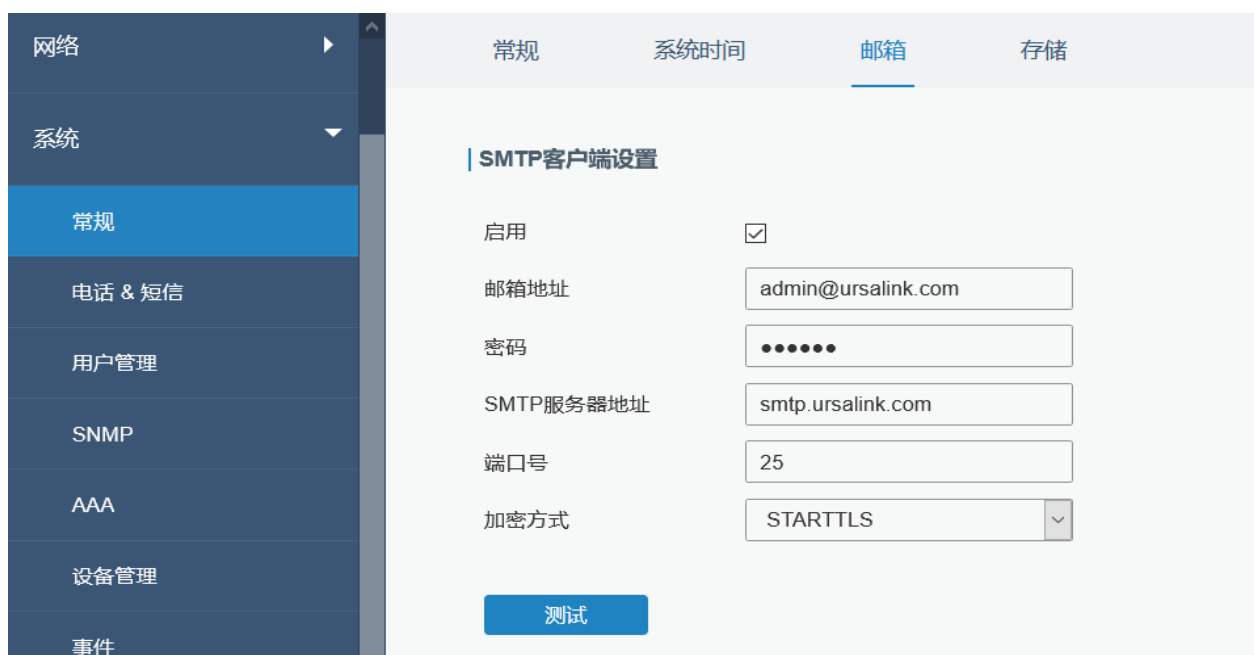 网络
系统
常规
电话 & 短信
用户管理
SNMP
AAA
设备管理
事件
常规 系统时间 邮箱 存储
SMTP客户端设置
启用
邮箱地址 admin@ursalink.com
密码 ●●●●●●
SMTP服务器地址 smtp.ursalink.com
端口号 25
加密方式 STARTTLS
测试